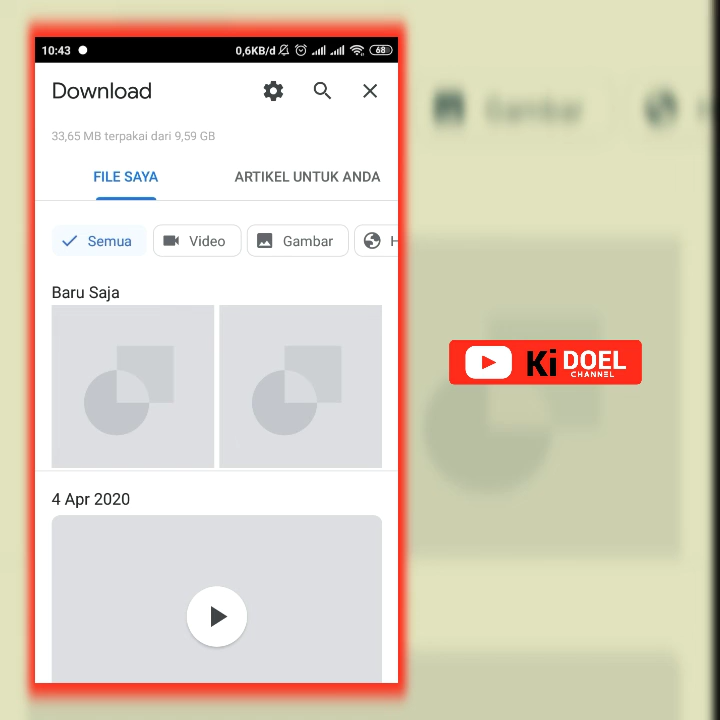 10:43 0,6KB/d 68
Download
33,65 MB terpakai dari 9,59 GB
FILE SAYA ARTIKEL UNTUK ANDA
Semua Video Gambar H
Baru Saja
4 Apr 2020
Ki DOEL
CHANNEL
Gambar